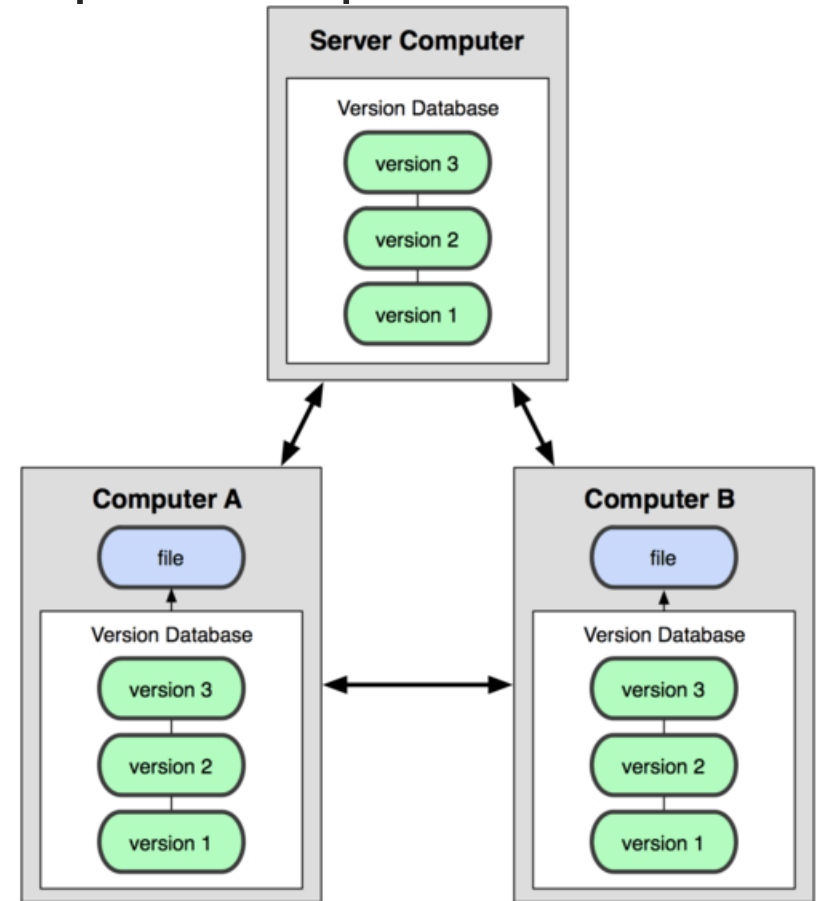 Server Computer
Version Database
version 3
version 2
version 1
Computer A
file
Version Database
version 3
version 2
version 1
Computer B
file
Version Database
version 3
version 2
version 1